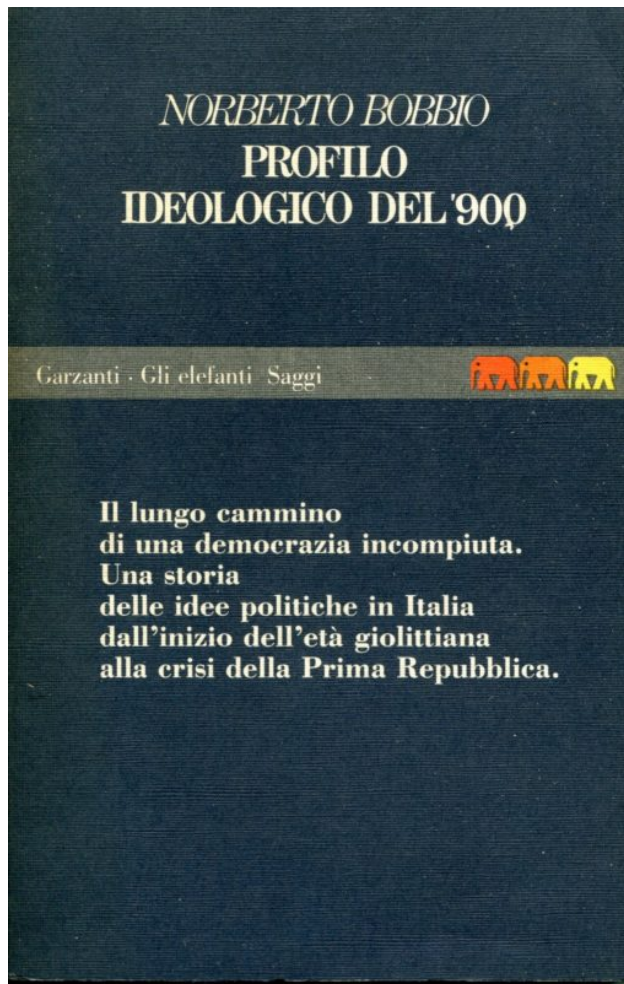 NORBERTO BOBBIO
PROFILO
IDEOLOGICO DEL '900
Garzanti · Gli elefanti Saggi
Il lungo cammino
di una democrazia incompiuta.
Una storia
delle idee politiche in Italia
dall'inizio dell'età giolittiana
alla crisi della Prima Repubblica.